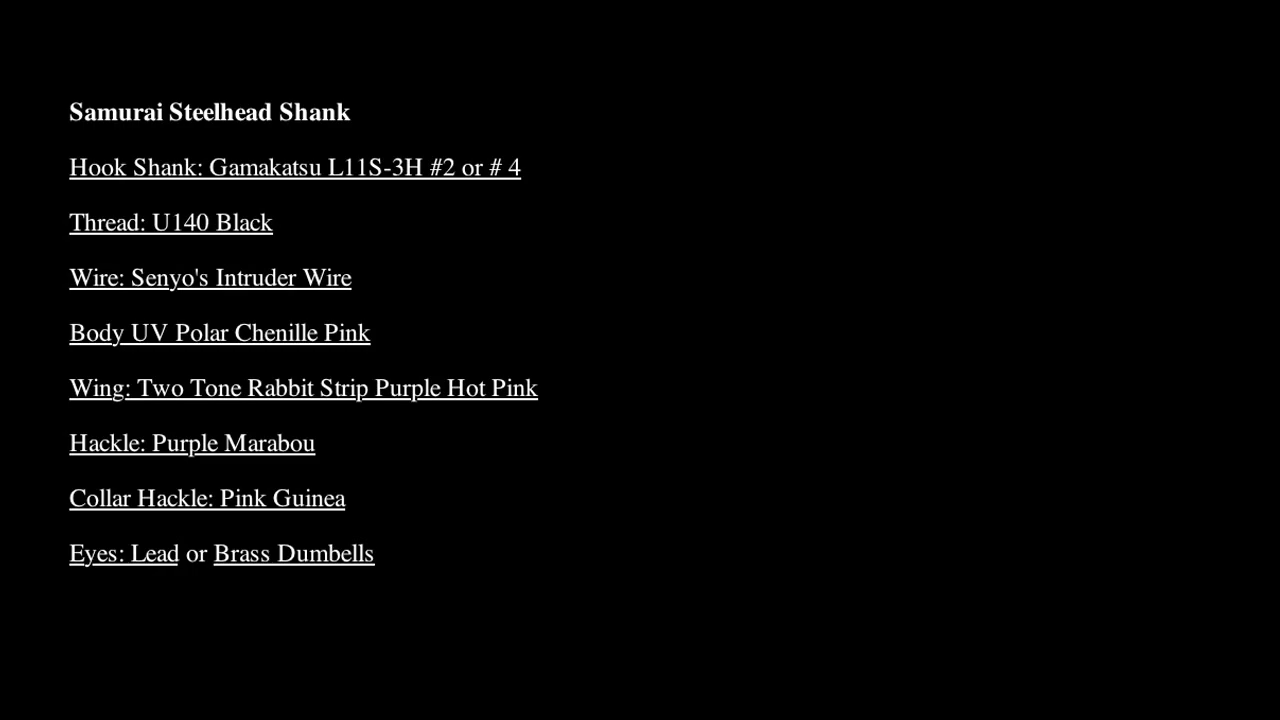 Samurai Steelhead Shank
Hook Shank: Gamakatsu L11S-3H #2 or # 4
Thread: U140 Black
Wire: Senyo's Intruder Wire
Body UV Polar Chenille Pink
Wing: Two Tone Rabbit Strip Purple Hot Pink
Hackle: Purple Marabou
Collar Hackle: Pink Guinea
Eyes: Lead or Brass Dumbells